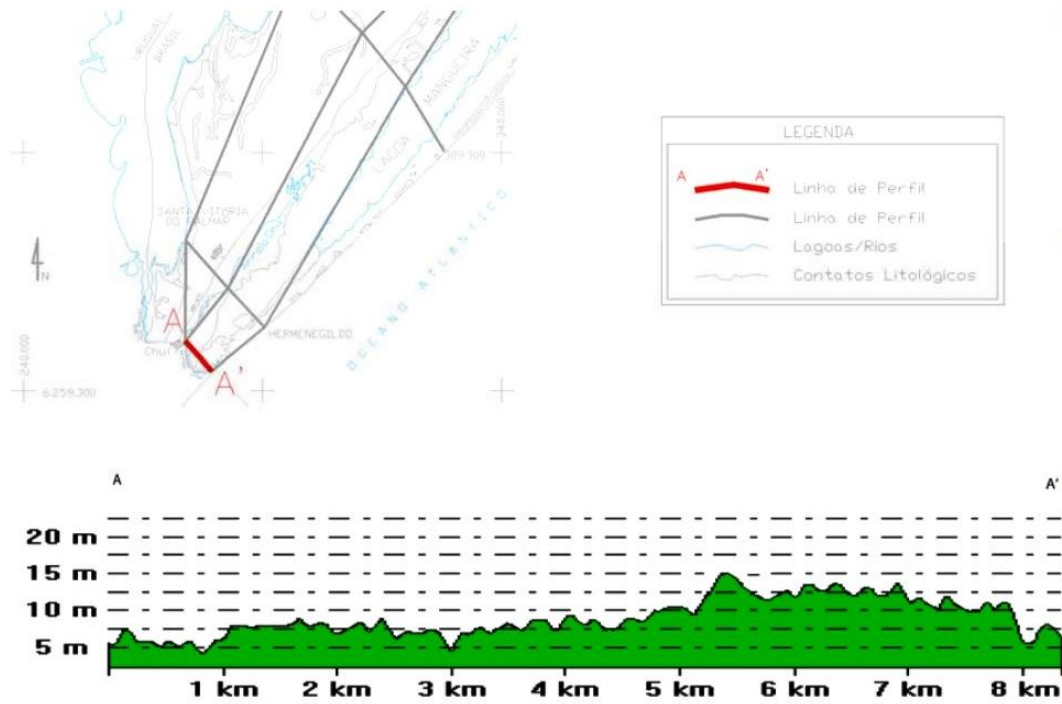 URUGUAI
BRASIL
LAGOA MANGUEIRA
240.000
6.309.300
SANTA VITÓRIA
DO PALMAR
N
OCEANO ATLANTICO
A
HERMENEGILDO
Chuí
A'
240.000
6.259.300
LEGENDA
A A'
Linha de Perfil
Linha de Perfil
Lagoas/Rios
Contatos Litológicos
A A'
20 m
15 m
10 m
5 m
1 km 2 km 3 km 4 km 5 km 6 km 7 km 8 km